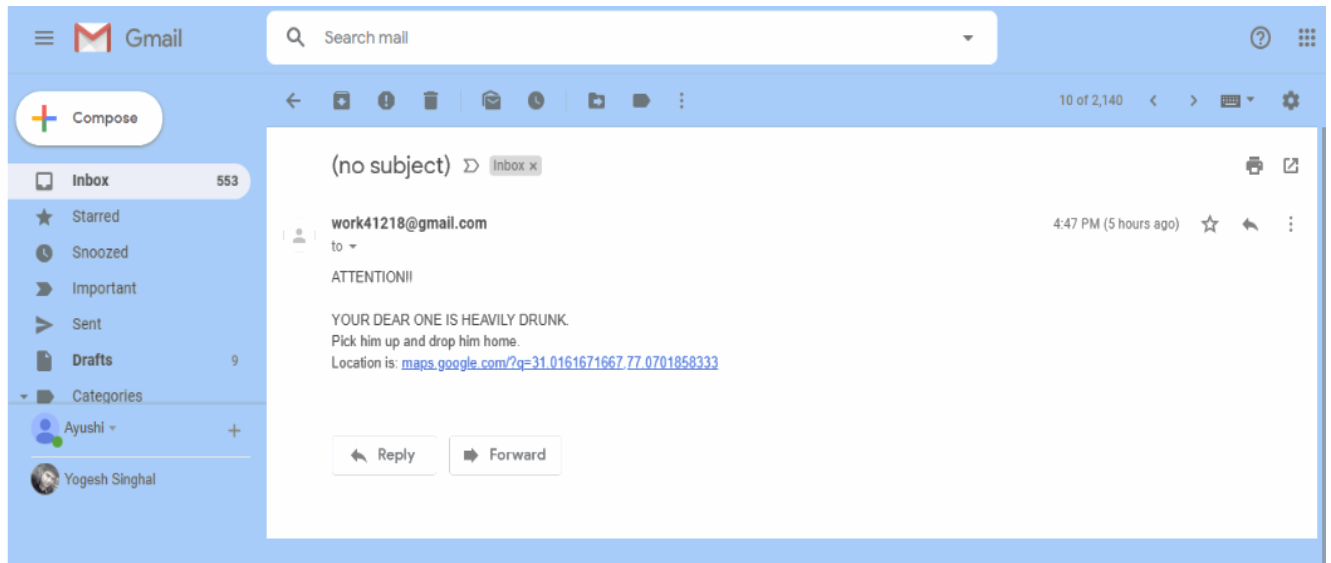 Gmail
Search mail
Compose
10 of 2,140
(no subject)
Inbox x
Inbox 553
work41218@gmail.com
4:47 PM (5 hours ago)
to
Starred
Snoozed
Important
Sent
Drafts 9
Categories
ATTENTION!!
YOUR DEAR ONE IS HEAVILY DRUNK.
Pick him up and drop him home.
Location is: maps.google.com/?q=31.0161671667,77.0701858333
Ayushi
Yogesh Singhal
Reply
Forward